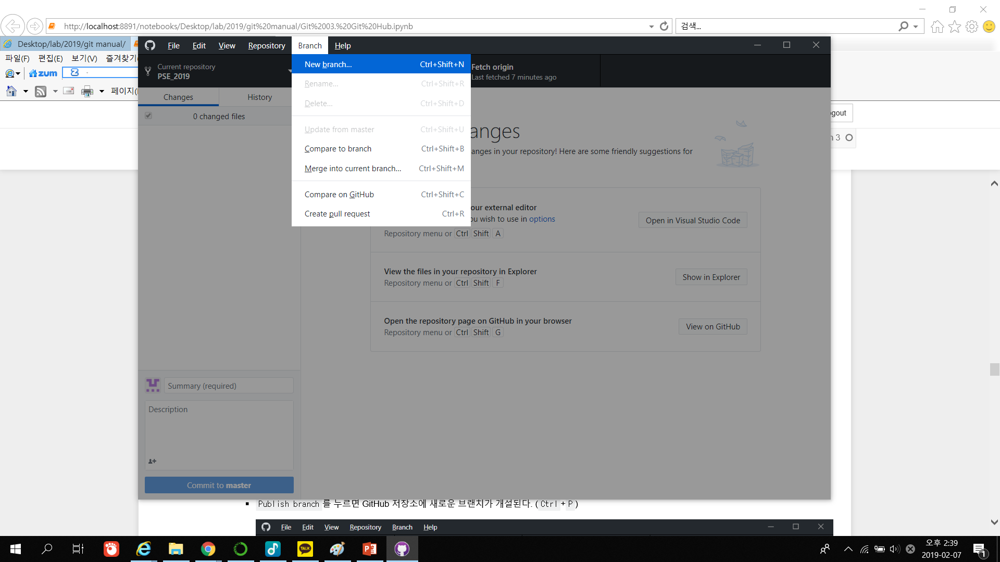 http://localhost:8891/notebooks/Desktop/lab/2019/git%20manual/Git%2003.%20Git%20Hub.ipynb
검색...
Desktop/lab/2019/git manual/
파일(F) 편집(E) 보기(V) 즐겨찾기(
zum
페이지(
File Edit View Repository Branch Help
Current repository
PSE_2019
Fetch origin
Last fetched 7 minutes ago
New branch... Ctrl+Shift+N
Rename... Ctrl+Shift+R
Delete... Ctrl+Shift+D
Update from master Ctrl+Shift+U
Compare to branch Ctrl+Shift+B
Merge into current branch... Ctrl+Shift+M
Compare on GitHub Ctrl+Shift+C
Create pull request Ctrl+R
Changes History
0 changed files
gout
3
anges
anges in your repository! Here are some friendly suggestions for
our external editor
ou wish to use in options
Repository menu or Ctrl Shift A
Open in Visual Studio Code
View the files in your repository in Explorer
Repository menu or Ctrl Shift F
Show in Explorer
Open the repository page on GitHub in your browser
Repository menu or Ctrl Shift G
View on GitHub
Summary (required)
Description
Commit to master
Publish branch 를 누르면 GitHub 저장소에 새로운 브랜치가 개설된다. ( Ctrl + P )
File Edit View Repository Branch Help
TALK
오후 2:39
2019-02-07
1